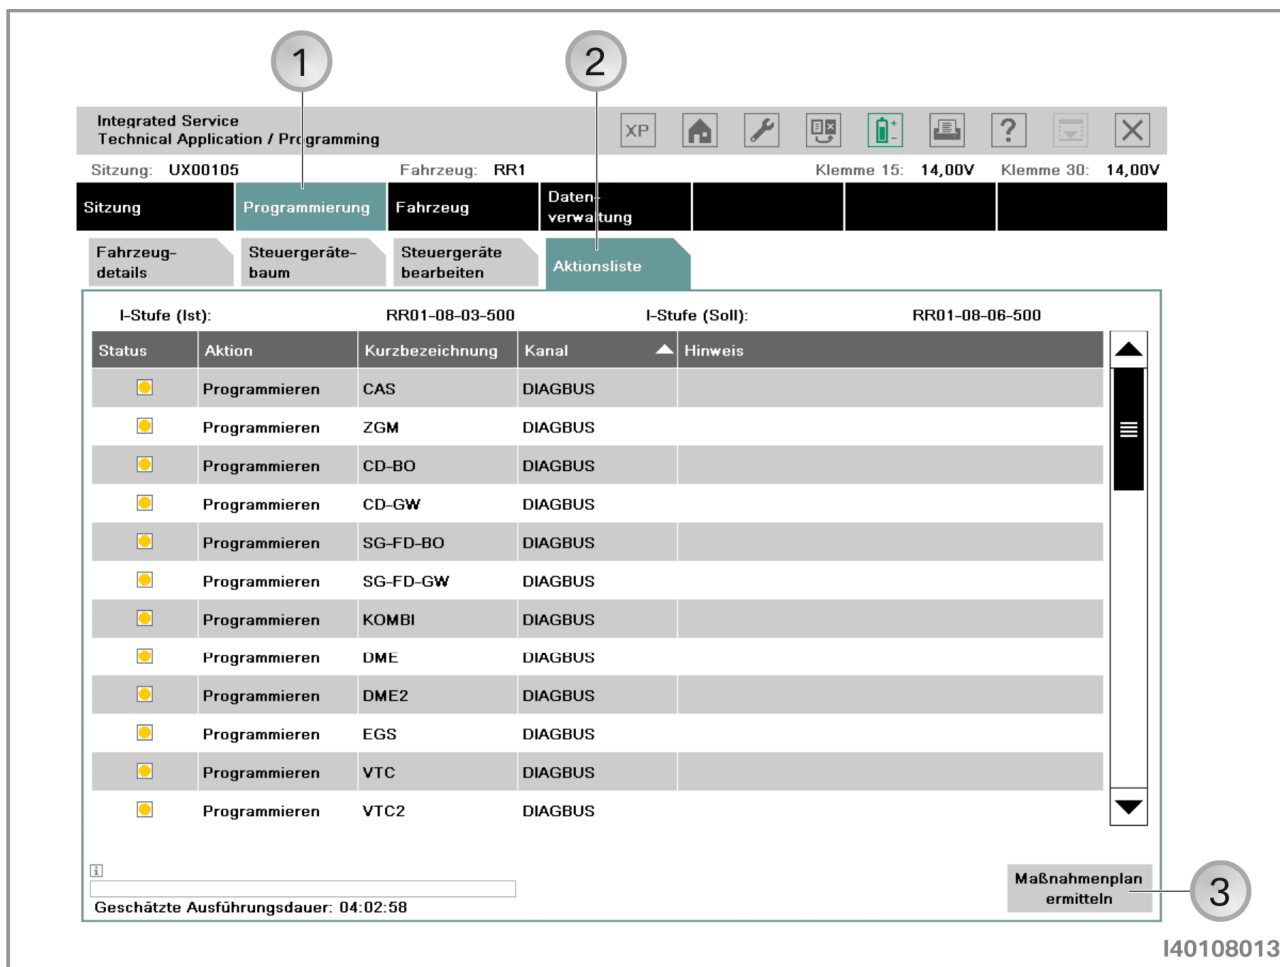 1
2
Integrated Service
Technical Application / Programming
XP
?
Sitzung: UX00105 Fahrzeug: RR1 Klemme 15: 14,00V Klemme 30: 14,00V
Sitzung Programmierung Fahrzeug Daten-
verwaltung
Fahrzeug- Steuergeräte- Steuergeräte
details baum bearbeiten Aktionsliste
I-Stufe (Ist): RR01-08-03-500 I-Stufe (Soll): RR01-08-06-500
Status Aktion Kurzbezeichnung Kanal Hinweis
Programmieren CAS DIAGBUS
Programmieren ZGM DIAGBUS
Programmieren CD-BO DIAGBUS
Programmieren CD-GW DIAGBUS
Programmieren SG-FD-BO DIAGBUS
Programmieren SG-FD-GW DIAGBUS
Programmieren KOMBI DIAGBUS
Programmieren DME DIAGBUS
Programmieren DME2 DIAGBUS
Programmieren EGS DIAGBUS
Programmieren VTC DIAGBUS
Programmieren VTC2 DIAGBUS
i
Geschätzte Ausführungsdauer: 04:02:58
Maßnahmenplan
ermitteln
3
I40108013